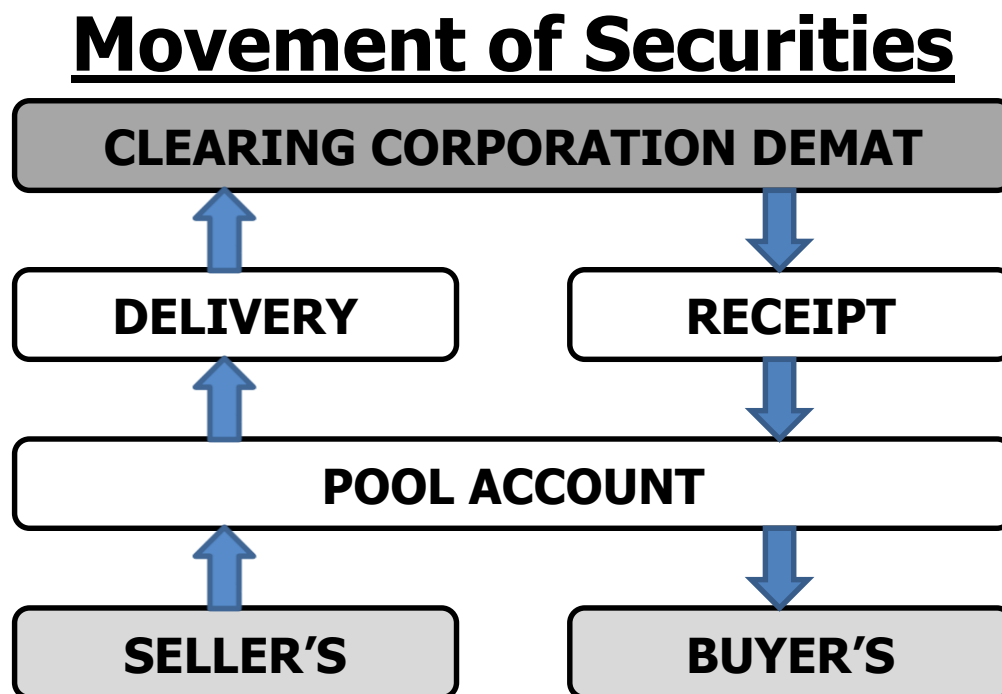 Movement of Securities
CLEARING CORPORATION DEMAT
DELIVERY
RECEIPT
POOL ACCOUNT
SELLER’S
BUYER’S